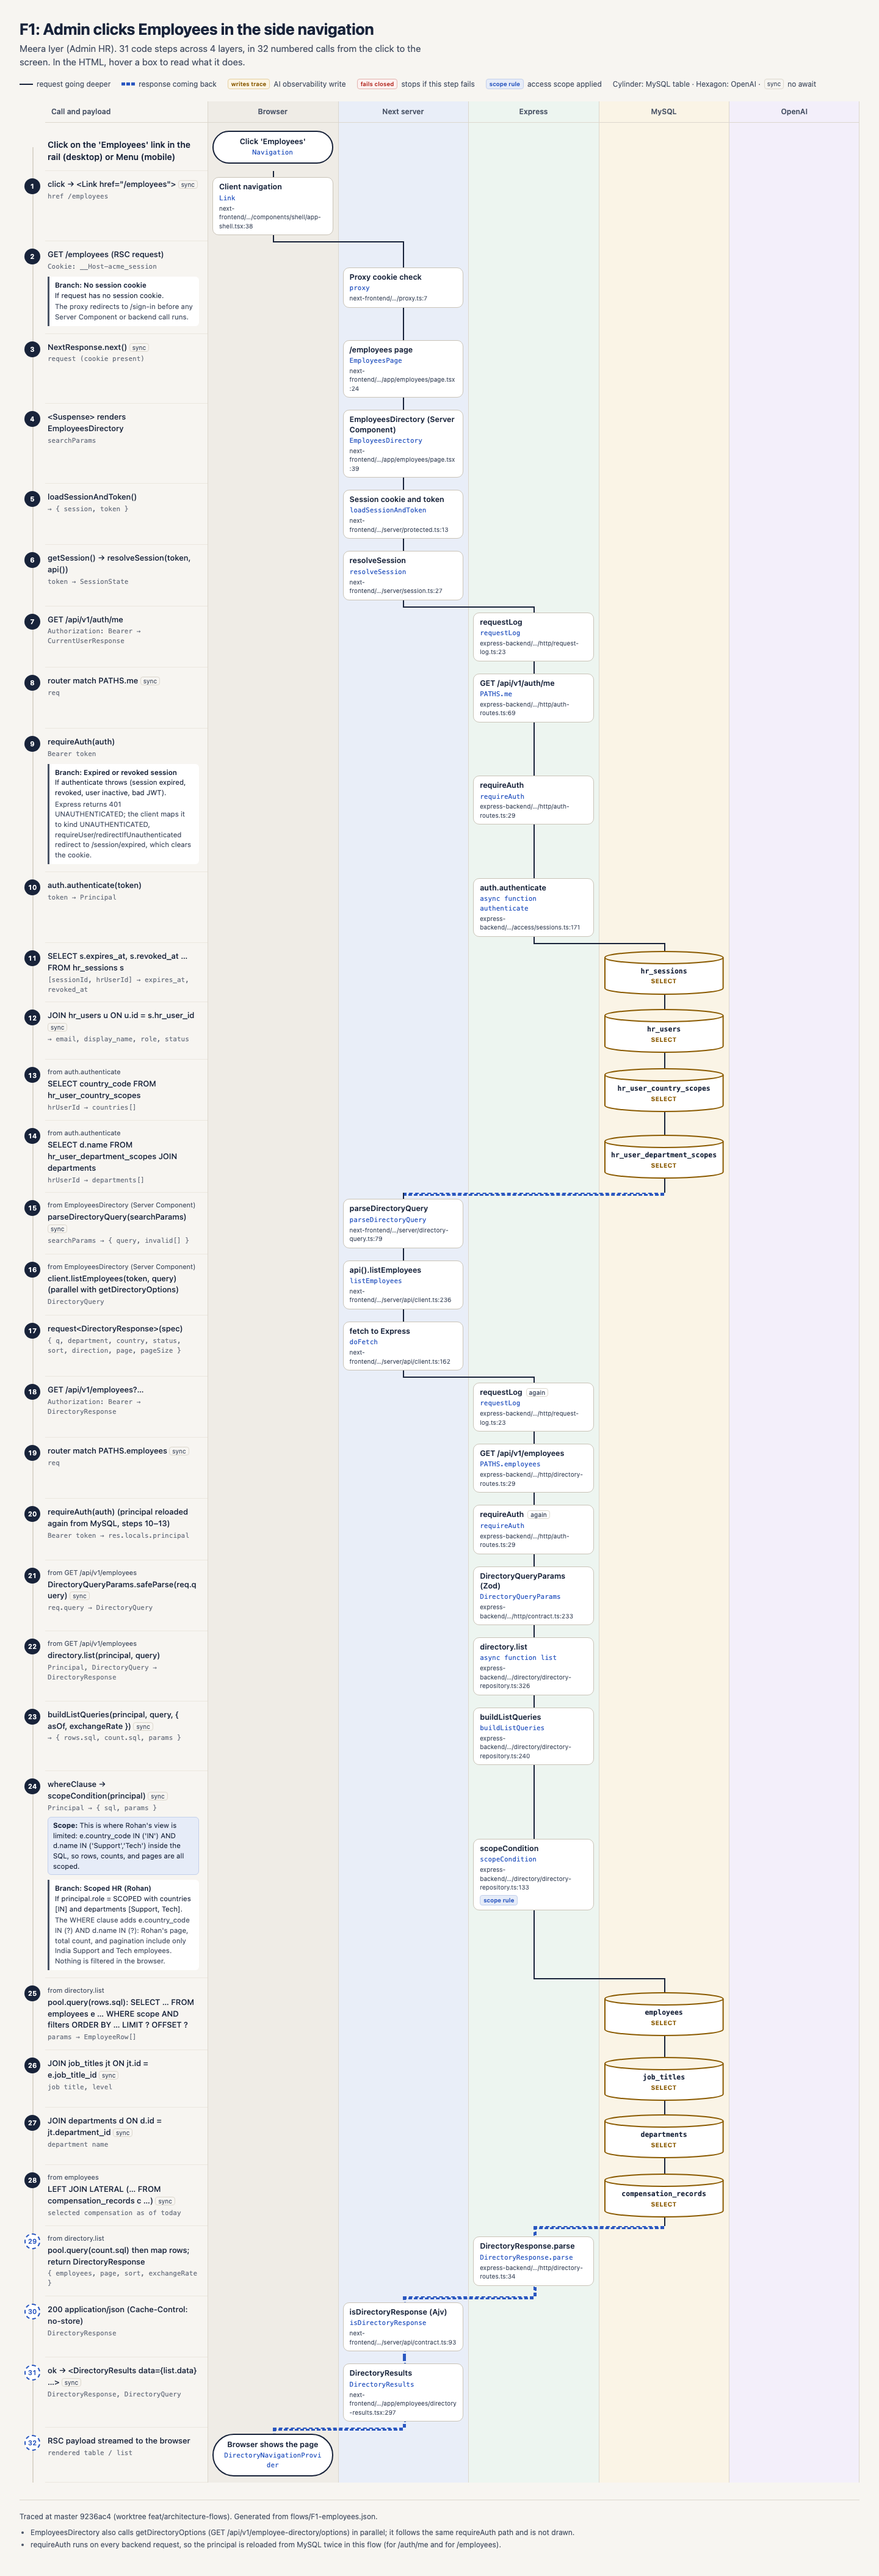 F1: Admin clicks Employees in the side navigation
Meera Iyer (Admin HR). 31 code steps across 4 layers, in 32 numbered calls from the click to the
screen. In the HTML, hover a box to read what it does.
request going deeper
response coming back
writes trace AI observability write
fails closed stops if this step fails
scope rule access scope applied
Cylinder: MySQL table · Hexagon: OpenAI · sync no await
Call and payload
Browser
Next server
Express
MySQL
OpenAI
Click on the 'Employees' link in the
rail (desktop) or Menu (mobile)
Click 'Employees'
Navigation
1
click → <Link href="/employees"> sync
href /employees
Client navigation
Link
next-
frontend/…/components/shell/app-
shell.tsx:38
2
GET /employees (RSC request)
Cookie: __Host-acme_session
Branch: No session cookie
If request has no session cookie.
The proxy redirects to /sign-in before any
Server Component or backend call runs.
Proxy cookie check
proxy
next-frontend/…/proxy.ts:7
3
NextResponse.next() sync
request (cookie present)
/employees page
EmployeesPage
next-
frontend/…/app/employees/page.tsx
:24
4
<Suspense> renders
EmployeesDirectory
searchParams
EmployeesDirectory (Server
Component)
EmployeesDirectory
next-
frontend/…/app/employees/page.tsx
:39
5
loadSessionAndToken()
→ { session, token }
Session cookie and token
loadSessionAndToken
next-
frontend/…/server/protected.ts:13
6
getSession() → resolveSession(token,
api())
token → SessionState
resolveSession
resolveSession
next-
frontend/…/server/session.ts:27
7
GET /api/v1/auth/me
Authorization: Bearer →
CurrentUserResponse
requestLog
requestLog
express-backend/…/http/request-
log.ts:23
8
router match PATHS.me sync
req
GET /api/v1/auth/me
PATHS.me
express-backend/…/http/auth-
routes.ts:69
9
requireAuth(auth)
Bearer token
Branch: Expired or revoked session
If authenticate throws (session expired,
revoked, user inactive, bad JWT).
Express returns 401
UNAUTHENTICATED; the client maps it
to kind UNAUTHENTICATED,
requireUser/redirectIfUnauthenticated
redirect to /session/expired, which clears
the cookie.
requireAuth
requireAuth
express-backend/…/http/auth-
routes.ts:29
10
auth.authenticate(token)
token → Principal
auth.authenticate
async function
authenticate
express-
backend/…/access/sessions.ts:171
11
SELECT s.expires_at, s.revoked_at …
FROM hr_sessions s
[sessionId, hrUserId] → expires_at,
revoked_at
hr_sessions
SELECT
12
JOIN hr_users u ON u.id = s.hr_user_id
sync
→ email, display_name, role, status
hr_users
SELECT
13
from auth.authenticate
SELECT country_code FROM
hr_user_country_scopes
hrUserId → countries[]
hr_user_country_scopes
SELECT
14
from auth.authenticate
SELECT d.name FROM
hr_user_department_scopes JOIN
departments
hrUserId → departments[]
hr_user_department_scopes
SELECT
15
from EmployeesDirectory (Server Component)
parseDirectoryQuery(searchParams)
sync
searchParams → { query, invalid[] }
parseDirectoryQuery
parseDirectoryQuery
next-frontend/…/server/directory-
query.ts:79
16
from EmployeesDirectory (Server Component)
client.listEmployees(token, query)
(parallel with getDirectoryOptions)
DirectoryQuery
api().listEmployees
listEmployees
next-
frontend/…/server/api/client.ts:236
17
request<DirectoryResponse>(spec)
{ q, department, country, status,
sort, direction, page, pageSize }
fetch to Express
doFetch
next-
frontend/…/server/api/client.ts:162
18
GET /api/v1/employees?…
Authorization: Bearer →
DirectoryResponse
requestLog again
requestLog
express-backend/…/http/request-
log.ts:23
19
router match PATHS.employees sync
req
GET /api/v1/employees
PATHS.employees
express-backend/…/http/directory-
routes.ts:29
20
requireAuth(auth) (principal reloaded
again from MySQL, steps 10–13)
Bearer token → res.locals.principal
requireAuth again
requireAuth
express-backend/…/http/auth-
routes.ts:29
21
from GET /api/v1/employees
DirectoryQueryParams.safeParse(req.q
uery) sync
req.query → DirectoryQuery
DirectoryQueryParams
(Zod)
DirectoryQueryParams
express-
backend/…/http/contract.ts:233
22
from GET /api/v1/employees
directory.list(principal, query)
Principal, DirectoryQuery →
DirectoryResponse
directory.list
async function list
express-
backend/…/directory/directory-
repository.ts:326
23
buildListQueries(principal, query, {
asOf, exchangeRate }) sync
→ { rows.sql, count.sql, params }
buildListQueries
buildListQueries
express-
backend/…/directory/directory-
repository.ts:240
24
whereClause →
scopeCondition(principal) sync
Principal → { sql, params }
Scope: This is where Rohan's view is
limited: e.country_code IN ('IN') AND
d.name IN ('Support','Tech') inside the
SQL, so rows, counts, and pages are all
scoped.
Branch: Scoped HR (Rohan)
If principal.role = SCOPED with countries
[IN] and departments [Support, Tech].
The WHERE clause adds e.country_code
IN (?) AND d.name IN (?): Rohan's page,
total count, and pagination include only
India Support and Tech employees.
Nothing is filtered in the browser.
scopeCondition
scopeCondition
express-
backend/…/directory/directory-
repository.ts:133
scope rule
25
from directory.list
pool.query(rows.sql): SELECT … FROM
employees e … WHERE scope AND
filters ORDER BY … LIMIT ? OFFSET ?
params → EmployeeRow[]
employees
SELECT
26
JOIN job_titles jt ON jt.id =
e.job_title_id sync
job title, level
job_titles
SELECT
27
JOIN departments d ON d.id =
jt.department_id sync
department name
departments
SELECT
28
from employees
LEFT JOIN LATERAL (… FROM
compensation_records c …) sync
selected compensation as of today
compensation_records
SELECT
29
from directory.list
pool.query(count.sql) then map rows;
return DirectoryResponse
{ employees, page, sort, exchangeRate
}
DirectoryResponse.parse
DirectoryResponse.parse
express-backend/…/http/directory-
routes.ts:34
30
200 application/json (Cache-Control:
no-store)
DirectoryResponse
isDirectoryResponse (Ajv)
isDirectoryResponse
next-
frontend/…/server/api/contract.ts:93
31
ok → <DirectoryResults data={list.data}
…> sync
DirectoryResponse, DirectoryQuery
DirectoryResults
DirectoryResults
next-
frontend/…/app/employees/directory
-results.tsx:297
32
RSC payload streamed to the browser
rendered table / list
Browser shows the page
DirectoryNavigationProvi
der
Traced at master 9236ac4 (worktree feat/architecture-flows). Generated from flows/F1-employees.json.
• EmployeesDirectory also calls getDirectoryOptions (GET /api/v1/employee-directory/options) in parallel; it follows the same requireAuth path and is not drawn.
• requireAuth runs on every backend request, so the principal is reloaded from MySQL twice in this flow (for /auth/me and for /employees).